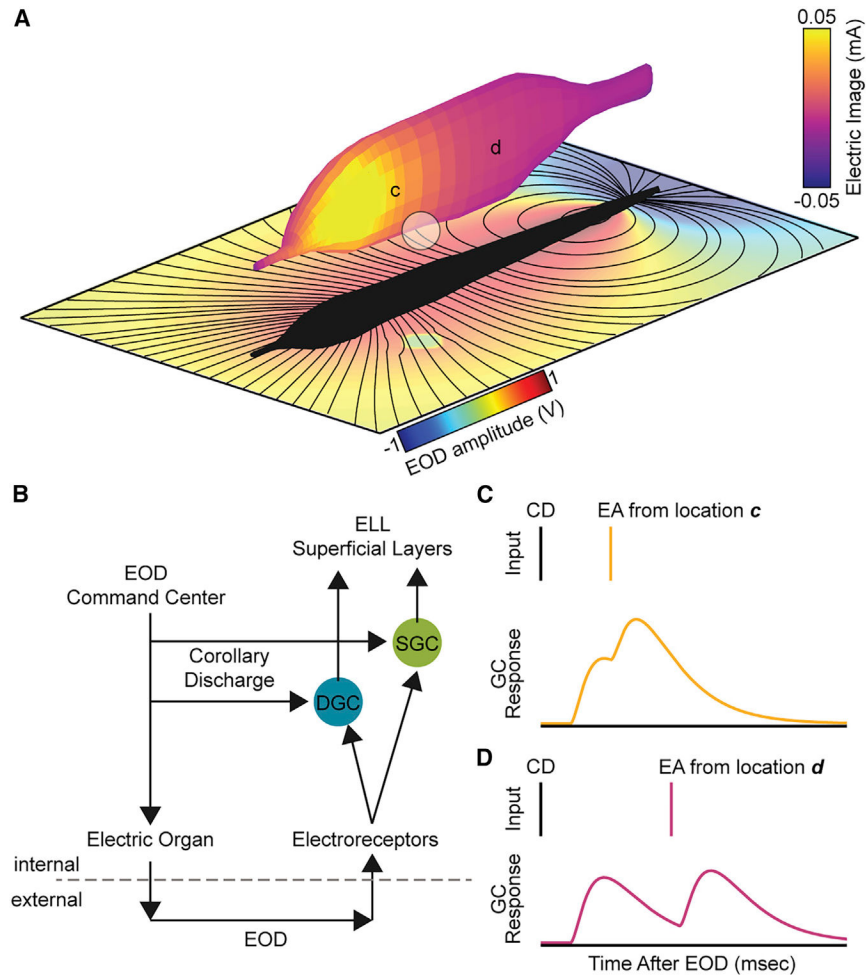 A
0.05
Electric Image (mA)
-0.05
d
c
-1
1
EOD amplitude (V)
B
ELL
Superficial Layers
EOD
Command Center
SGC
Corollary
Discharge
DGC
Electric Organ
Electroreceptors
internal
external
EOD
C
CD
EA from location c
Input
GC
Response
D
CD
EA from location d
Input
GC
Response
Time After EOD (msec)